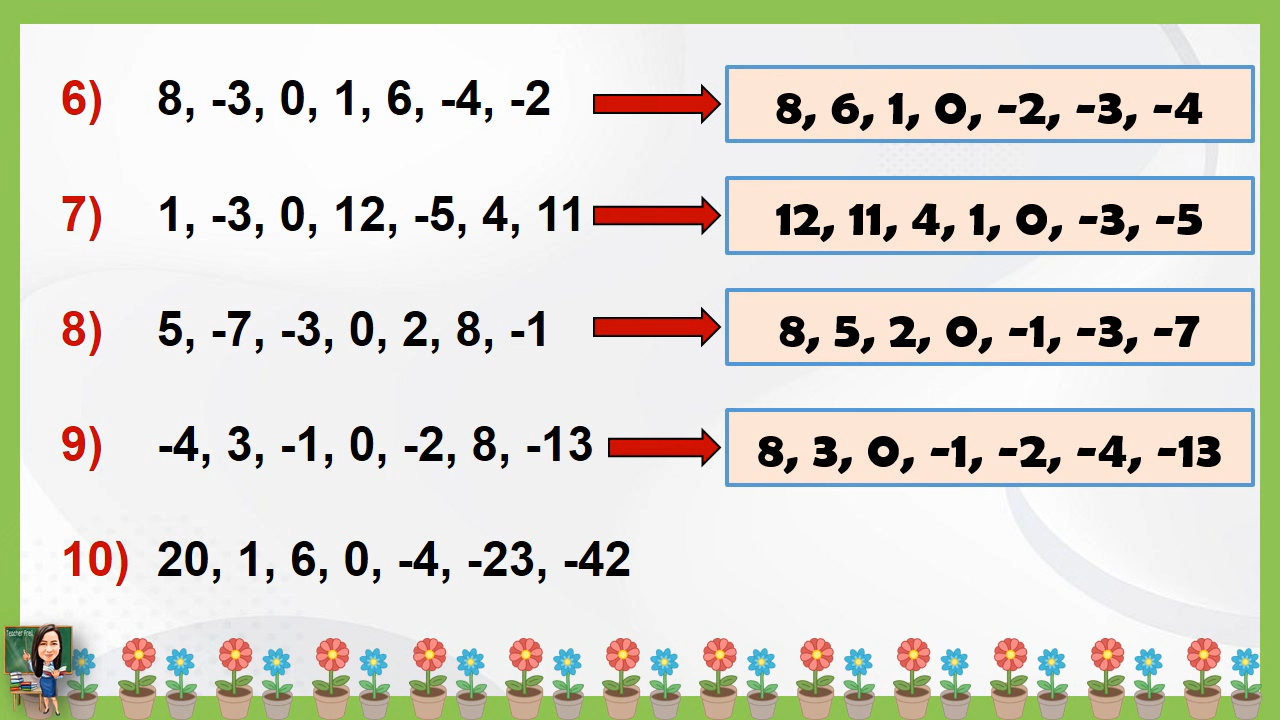 6) 8, -3, 0, 1, 6, -4, -2
8, 6, 1, 0, -2, -3, -4
7) 1, -3, 0, 12, -5, 4, 11
12, 11, 4, 1, 0, -3, -5
8) 5, -7, -3, 0, 2, 8, -1
8, 5, 2, 0, -1, -3, -7
9) -4, 3, -1, 0, -2, 8, -13
8, 3, 0, -1, -2, -4, -13
10) 20, 1, 6, 0, -4, -23, -42
Teacher